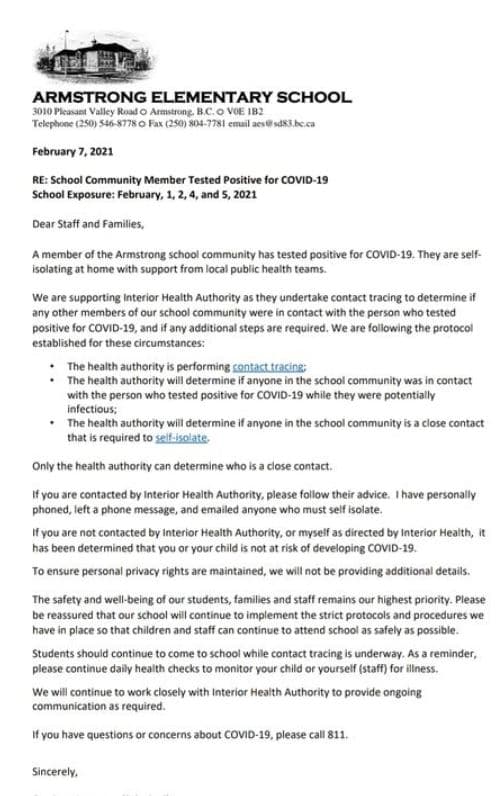 ARMSTRONG ELEMENTARY SCHOOL
3010 Pleasant Valley Road o Armstrong, B.C. o V0E 1B2
Telephone (250) 546-8778 o Fax (250) 804-7781 email aes@sd83.bc.ca
February 7, 2021
RE: School Community Member Tested Positive for COVID-19
School Exposure: February, 1, 2, 4, and 5, 2021
Dear Staff and Families,
A member of the Armstrong school community has tested positive for COVID-19. They are self-
isolating at home with support from local public health teams.
We are supporting Interior Health Authority as they undertake contact tracing to determine if
any other members of our school community were in contact with the person who tested
positive for COVID-19, and if any additional steps are required. We are following the protocol
established for these circumstances:
• The health authority is performing contact tracing;
• The health authority will determine if anyone in the school community was in contact
with the person who tested positive for COVID-19 while they were potentially
infectious;
• The health authority will determine if anyone in the school community is a close contact
that is required to self-isolate.
Only the health authority can determine who is a close contact.
If you are contacted by Interior Health Authority, please follow their advice. I have personally
phoned, left a phone message, and emailed anyone who must self isolate.
If you are not contacted by Interior Health Authority, or myself as directed by Interior Health, it
has been determined that you or your child is not at risk of developing COVID-19.
To ensure personal privacy rights are maintained, we will not be providing additional details.
The safety and well-being of our students, families and staff remains our highest priority. Please
be reassured that our school will continue to implement the strict protocols and procedures we
have in place so that children and staff can continue to attend school as safely as possible.
Students should continue to come to school while contact tracing is underway. As a reminder,
please continue daily health checks to monitor your child or yourself (staff) for illness.
We will continue to work closely with Interior Health Authority to provide ongoing
communication as required.
If you have questions or concerns about COVID-19, please call 811.
Sincerely,